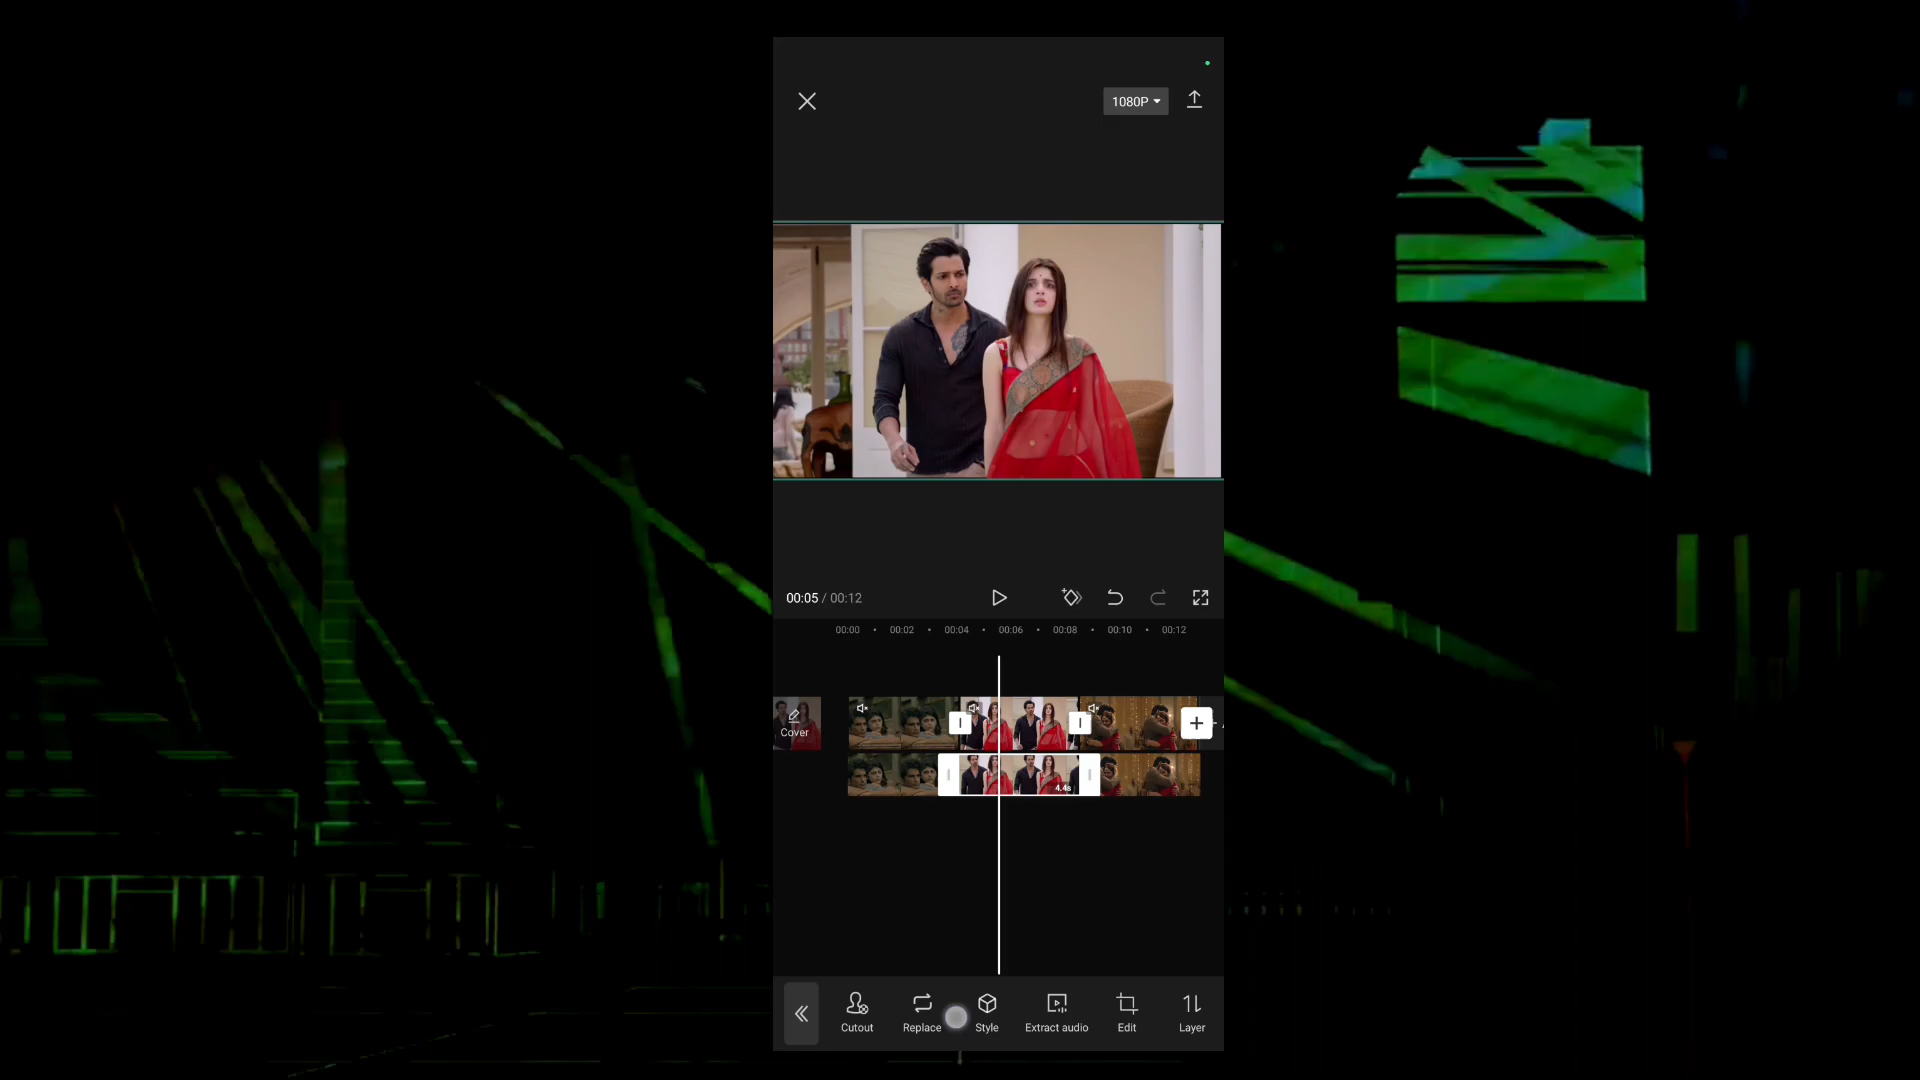 1080P
00:05 / 00:12
00:00 00:02 00:04 00:06 00:08 00:10 00:12
Cover
4.4s
Cutout Replace Style Extract audio Edit Layer